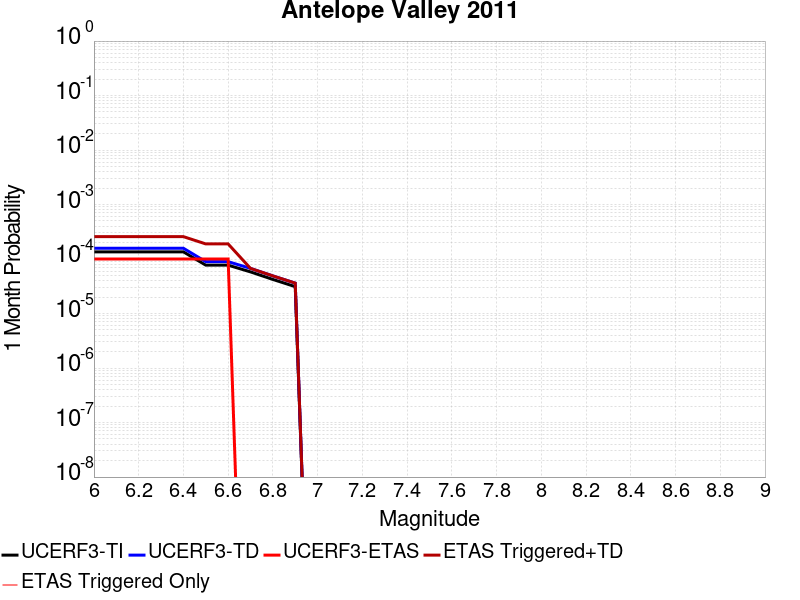 Antelope Valley 2011
10^0
10^-1
10^-2
10^-3
10^-4
10^-5
10^-6
10^-7
10^-8
1 Month Probability
6 6.2 6.4 6.6 6.8 7 7.2 7.4 7.6 7.8 8 8.2 8.4 8.6 8.8 9
Magnitude
UCERF3-TI UCERF3-TD UCERF3-ETAS ETAS Triggered+TD
ETAS Triggered Only